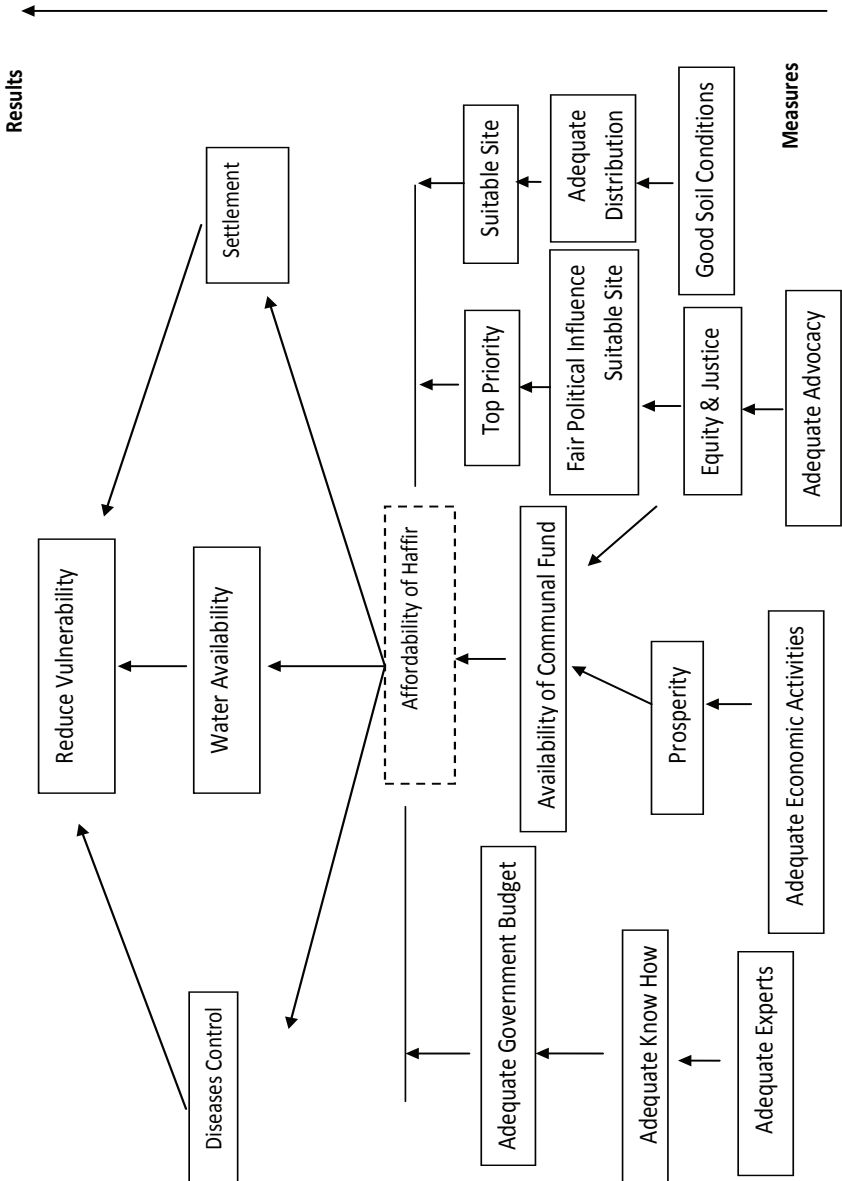 Results
Reduce Vulnerability
Diseases Control
Water Availability
Settlement
Affordability of Haffir
Adequate Government Budget
Availability of Communal Fund
Top Priority
Suitable Site
Fair Political Influence
Suitable Site
Adequate
Distribution
Adequate Know How
Prosperity
Equity & Justice
Good Soil Conditions
Adequate Experts
Adequate Economic Activities
Adequate Advocacy
Measures